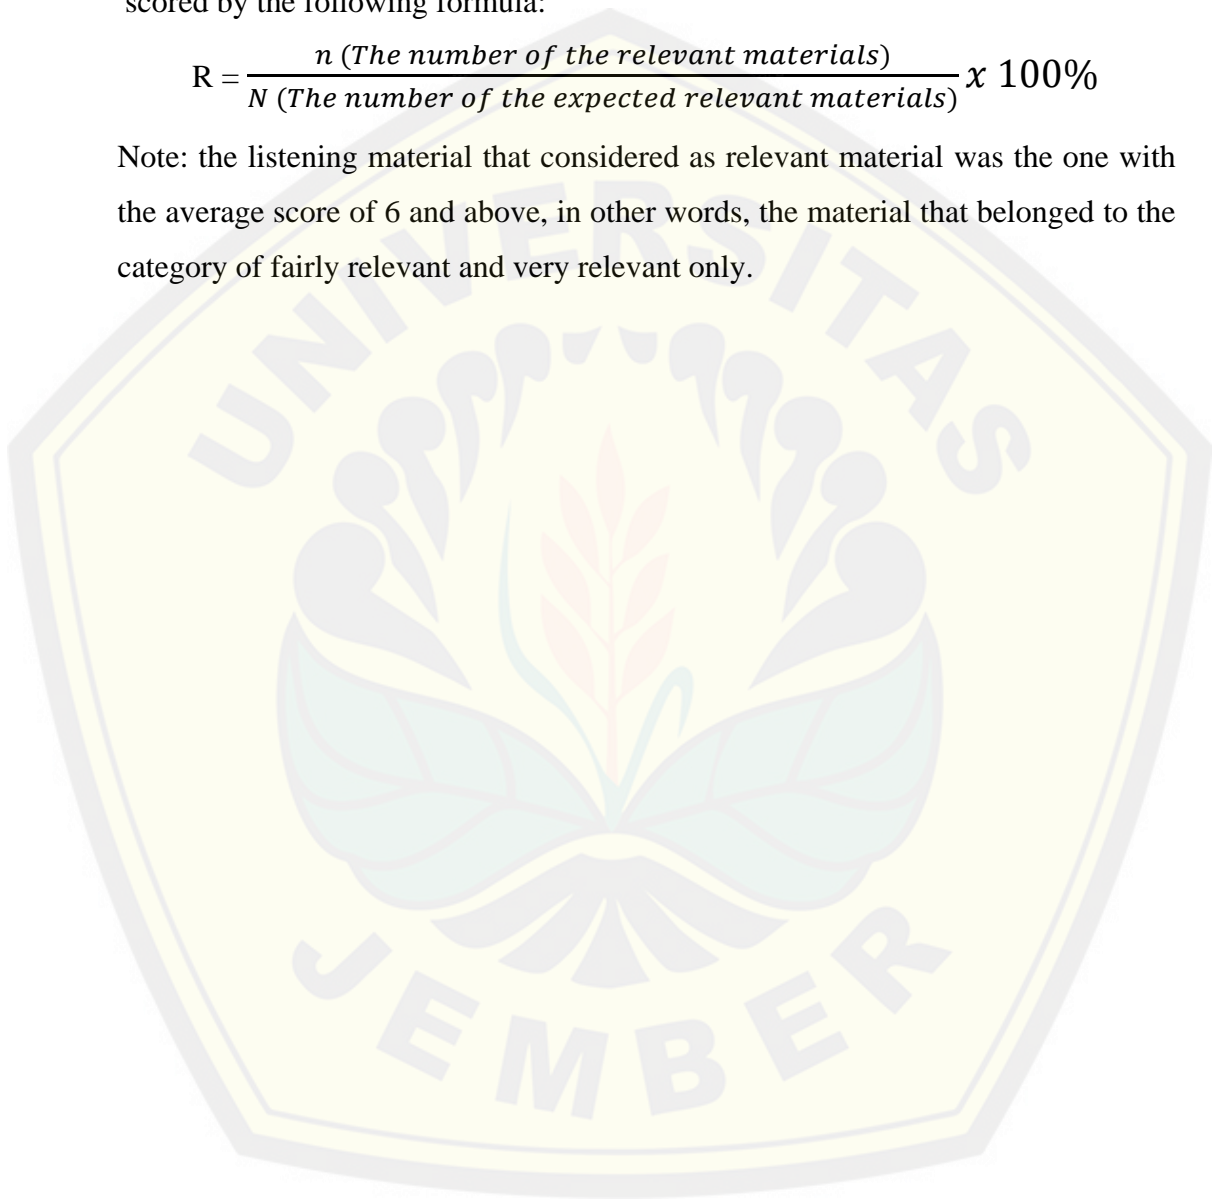 scored by the following formula:
R = n (The number of the relevant materials) / N (The number of the expected relevant materials) x 100%
Note: the listening material that considered as relevant material was the one with
the average score of 6 and above, in other words, the material that belonged to the
category of fairly relevant and very relevant only.
UNIVERSITAS
JEMBER